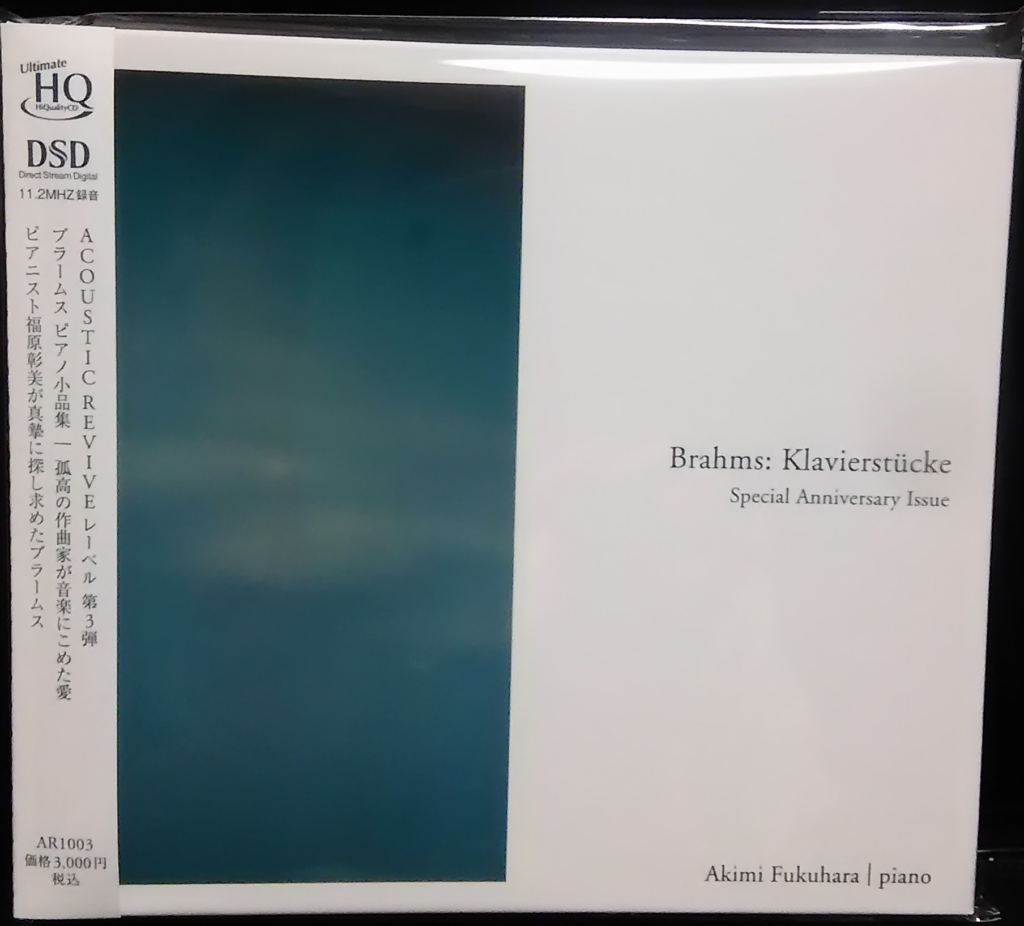 Ultimate
HQ
HiQualityCD
DSD
Direct Stream Digital
11.2MHZ録音
ACOUSTIC REVIVEレーベル 第3弾
ブラームス ピアノ小品集 ― 孤高の作曲家が音楽にこめた愛
ピアニスト福原彰美が真摯に探し求めたブラームス
AR1003
価格3,000円
税込
Brahms: Klavierstücke
Special Anniversary Issue
Akimi Fukuhara | piano